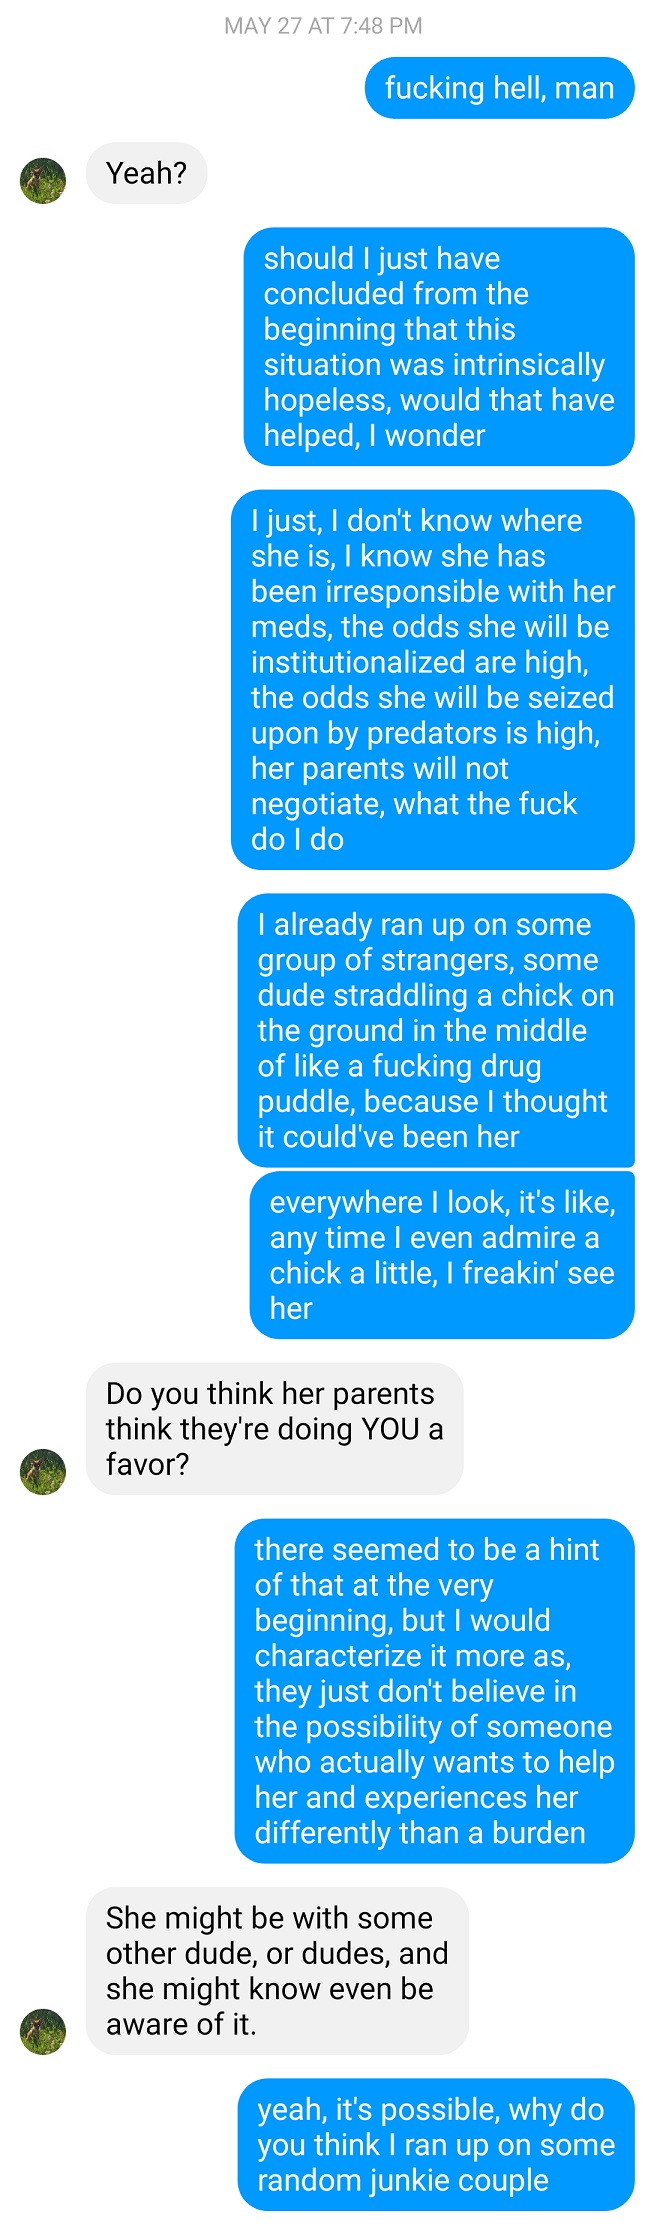 MAY 27 AT 7:48 PM
fucking hell, man
Yeah?
should I just have
concluded from the
beginning that this
situation was intrinsically
hopeless, would that have
helped, I wonder
I just, I don't know where
she is, I know she has
been irresponsible with her
meds, the odds she will be
institutionalized are high,
the odds she will be seized
upon by predators is high,
her parents will not
negotiate, what the fuck
do I do
I already ran up on some
group of strangers, some
dude straddling a chick on
the ground in the middle
of like a fucking drug
puddle, because I thought
it could've been her
everywhere I look, it's like,
any time I even admire a
chick a little, I freakin' see
her
Do you think her parents
think they're doing YOU a
favor?
there seemed to be a hint
of that at the very
beginning, but I would
characterize it more as,
they just don't believe in
the possibility of someone
who actually wants to help
her and experiences her
differently than a burden
She might be with some
other dude, or dudes, and
she might know even be
aware of it.
yeah, it's possible, why do
you think I ran up on some
random junkie couple